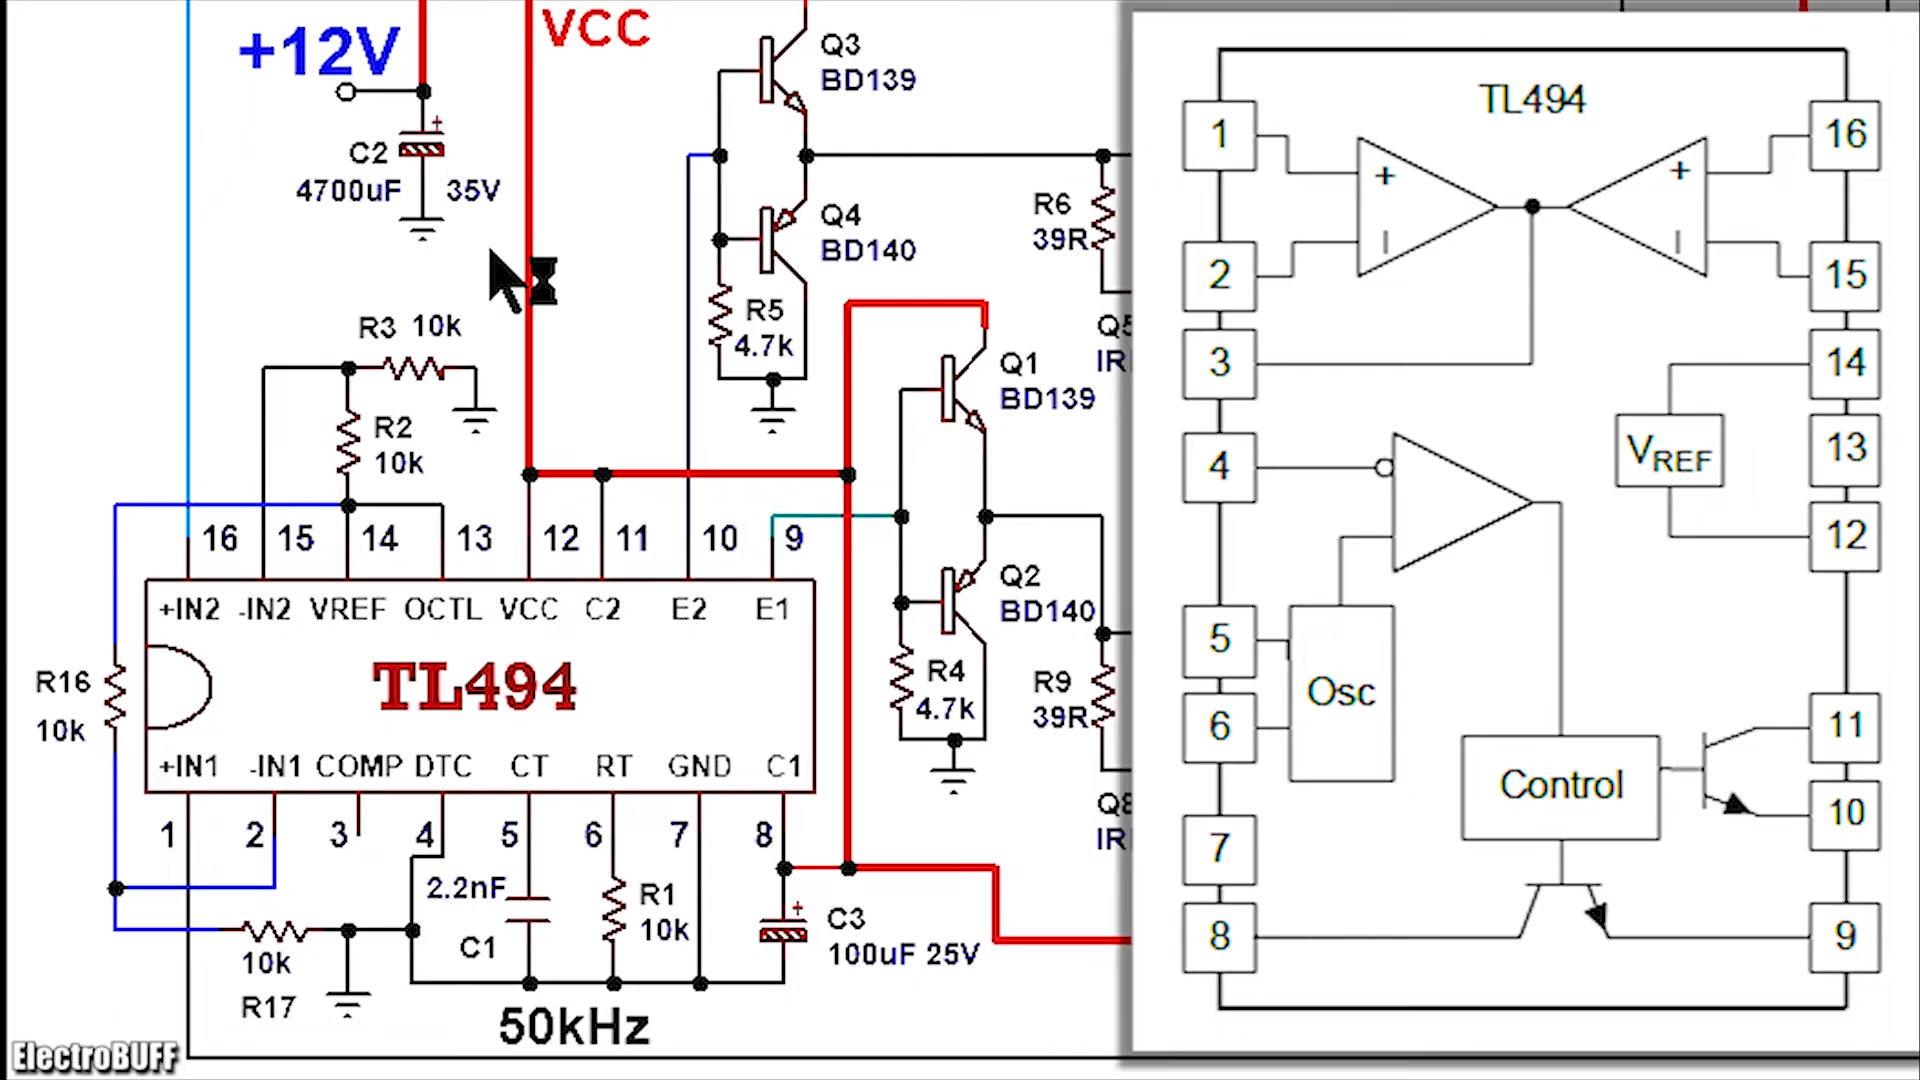 VCC
+12V
Q3
BD139
+
C2
4700uF 35V
Q4
BD140
R6
39R
R3 10k
R5
4.7k
Q5
IR
Q1
BD139
R2
10k
16 15 14 13 12 11 10 9
+IN2 -IN2 VREF OCTL VCC C2 E2 E1
Q2
BD140
TL494
R16
10k
R4
4.7k
R9
39R
+IN1 -IN1 COMP DTC CT RT GND C1
1 2 3 4 5 6 7 8
Q8
IR
2.2nF
C1
R1
10k
+
C3
100uF 25V
10k
R17
50kHz
ElectroBUFF
TL494
1
16
+
+
2
15
3
14
4
VREF
13
12
5
Osc
6
11
Control
10
7
8
9